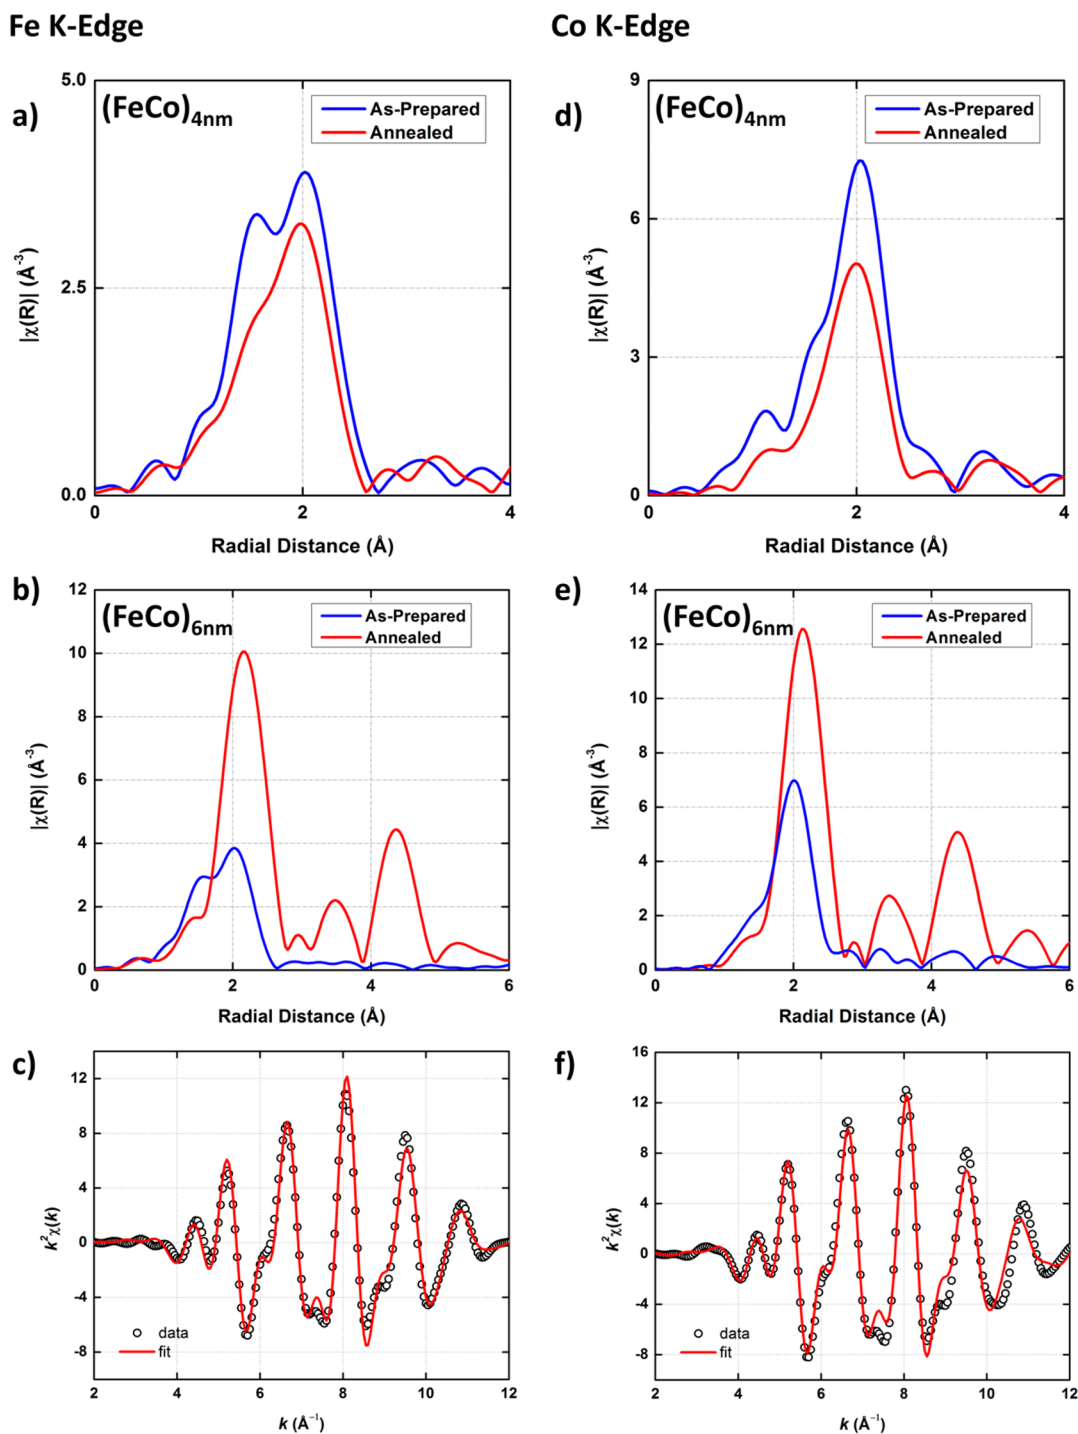 Fe K-Edge
Co K-Edge
a)
(FeCo)4nm
As-Prepared
Annealed
5.0
2.5
0.0
|χ(R)| (Å-3)
0 2 4
Radial Distance (Å)
d)
(FeCo)4nm
As-Prepared
Annealed
9
6
3
0
|χ(R)| (Å-3)
0 2 4
Radial Distance (Å)
b)
(FeCo)6nm
As-Prepared
Annealed
12
10
8
6
4
2
0
|χ(R)| (Å-3)
0 2 4 6
Radial Distance (Å)
e)
(FeCo)6nm
As-Prepared
Annealed
14
12
10
8
6
4
2
0
|χ(R)| (Å-3)
0 2 4 6
Radial Distance (Å)
c)
12
8
4
0
-4
-8
k2χ(k)
data
fit
2 4 6 8 10 12
k (Å−1)
f)
16
12
8
4
0
-4
-8
k2χ(k)
data
fit
2 4 6 8 10 12
k (Å−1)